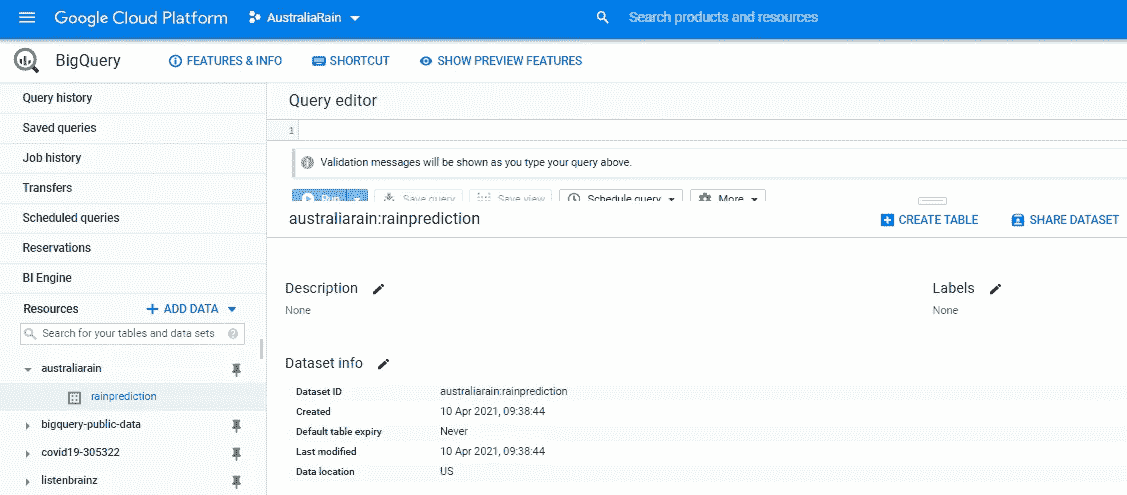 Google Cloud Platform AustraliaRain Search products and resources
BigQuery FEATURES & INFO SHORTCUT SHOW PREVIEW FEATURES
Query history
Saved queries
Job history
Transfers
Scheduled queries
Reservations
BI Engine
Resources + ADD DATA
Search for your tables and data sets
australiarain
rainprediction
bigquery-public-data
covid19-305322
listenbrainz
Query editor
1
Validation messages will be shown as you type your query above.
Run Save query Save view Schedule query More
australiarain:rainprediction CREATE TABLE SHARE DATASET
Description Labels
None None
Dataset info
Dataset ID australiarain:rainprediction
Created 10 Apr 2021, 09:38:44
Default table expiry Never
Last modified 10 Apr 2021, 09:38:44
Data location US